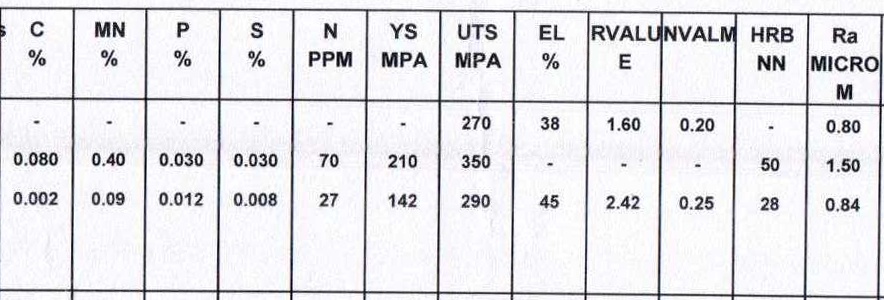 s C MN P S N YS UTS EL RVALU NVALM HRB Ra
% % % % PPM MPA MPA % E NN MICRO
M
- - - - - - 270 38 1.60 0.20 - 0.80
0.080 0.40 0.030 0.030 70 210 350 - - - 50 1.50
0.002 0.09 0.012 0.008 27 142 290 45 2.42 0.25 28 0.84